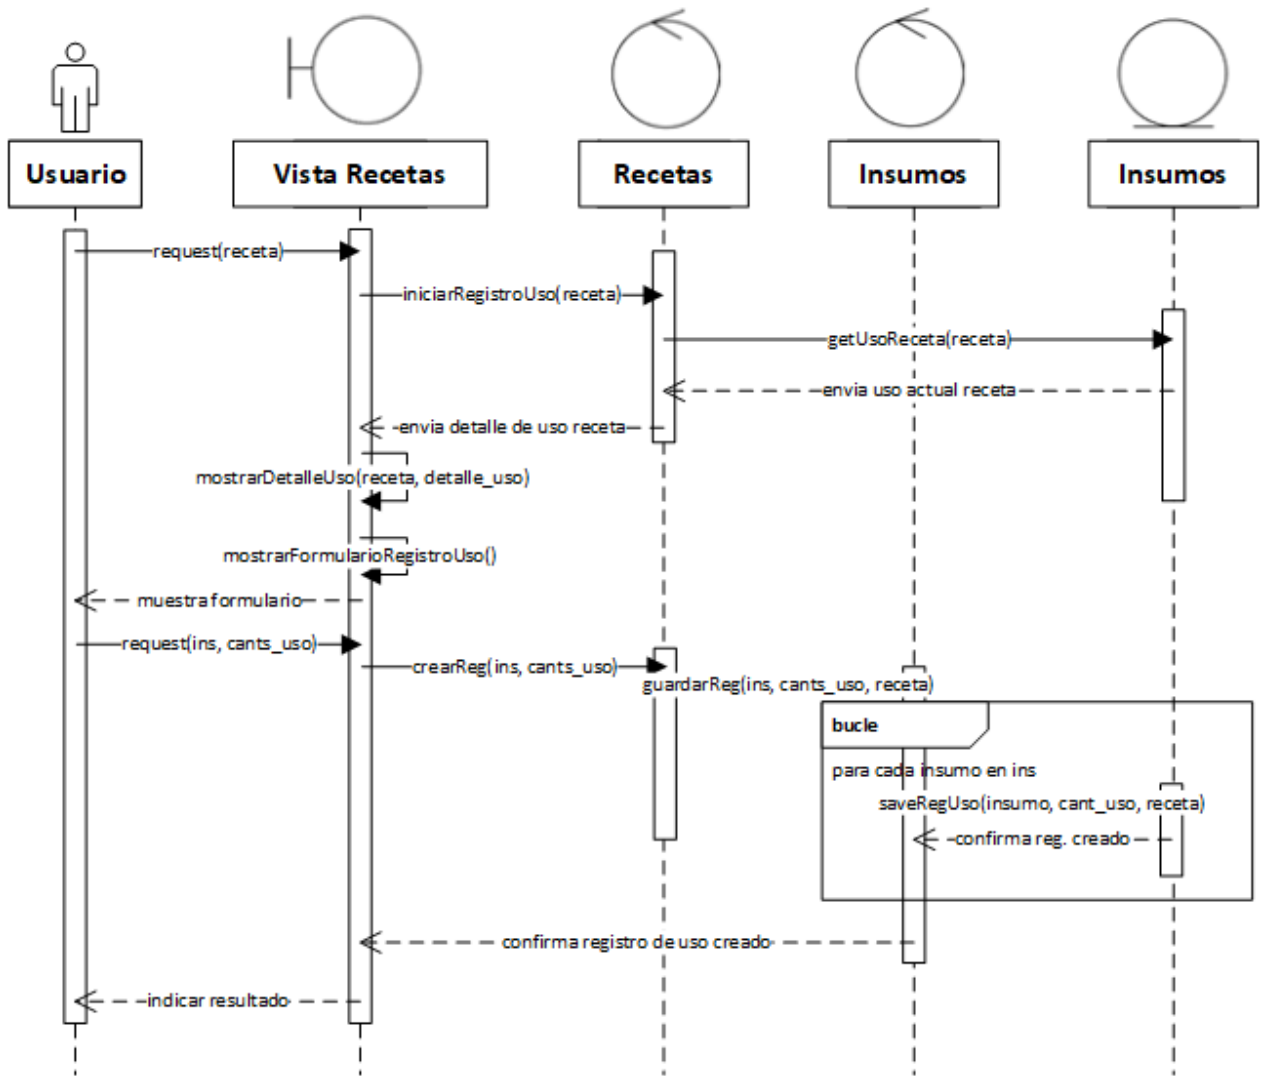 Usuario
Vista Recetas
Recetas
Insumos
Insumos
request(receta)
iniciarRegistroUso(receta)
getUsoReceta(receta)
envia uso actual receta
envia detalle de uso receta
mostrarDetalleUso(receta, detalle_uso)
mostrarFormularioRegistroUso()
muestra formulario
request(ins, cants_uso)
crearReg(ins, cants_uso)
guardarReg(ins, cants_uso, receta)
bucle
para cada insumo en ins
saveRegUso(insumo, cant_uso, receta)
confirma reg. creado
confirma registro de uso creado
indicar resultado